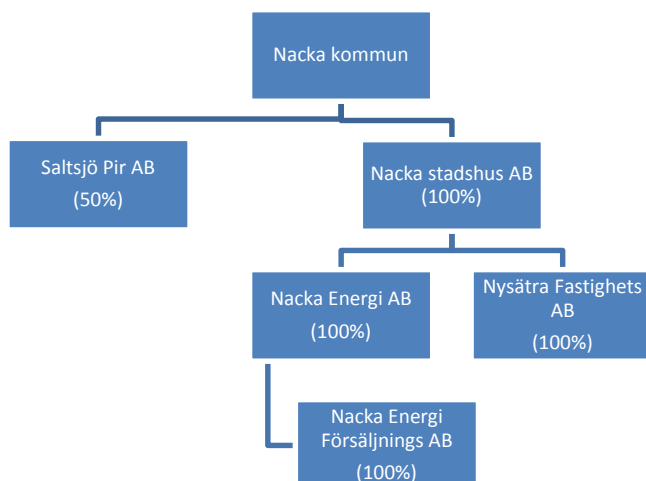 Nacka kommun
Saltsjö Pir AB
(50%)
Nacka stadshus AB
(100%)
Nacka Energi AB
(100%)
Nysätra Fastighets
AB
(100%)
Nacka Energi
Försäljnings AB
(100%)